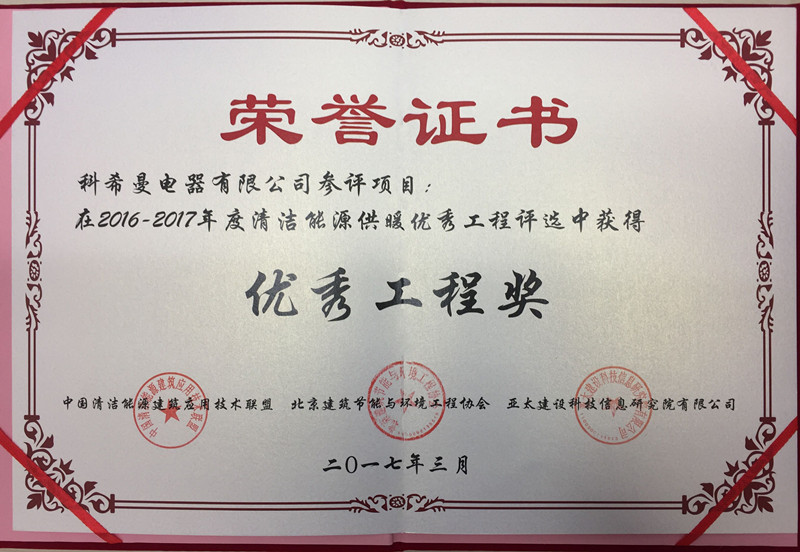 荣誉证书
科希曼电器有限公司参评项目：
在2016-2017年度清洁能源供暖优秀工程评选中获得
优秀工程奖
中国清洁能源建筑应用技术联盟 北京建筑节能与环境工程协会 亚太建设科技信息研究院有限公司
二〇一七年三月